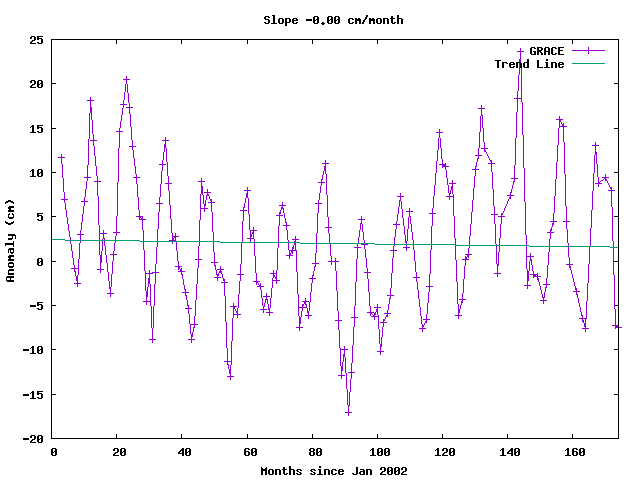 Slope -0.00 cm/month
GRACE
Trend Line
Anomaly (cm)
25
20
15
10
5
0
-5
-10
-15
-20
0 20 40 60 80 100 120 140 160
Months since Jan 2002